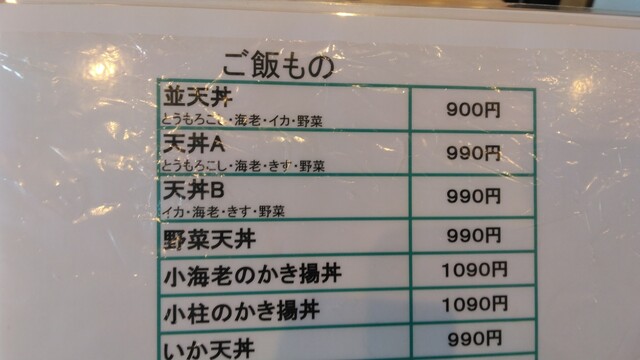 ご飯もの
並天丼 900円
とうもろこし・海老・イカ・野菜
天丼A 990円
とうもろこし・海老・きす・野菜
天丼B 990円
イカ・海老・きす・野菜
野菜天丼 990円
小海老のかき揚丼 1090円
小柱のかき揚丼 1090円
いか天丼 990円